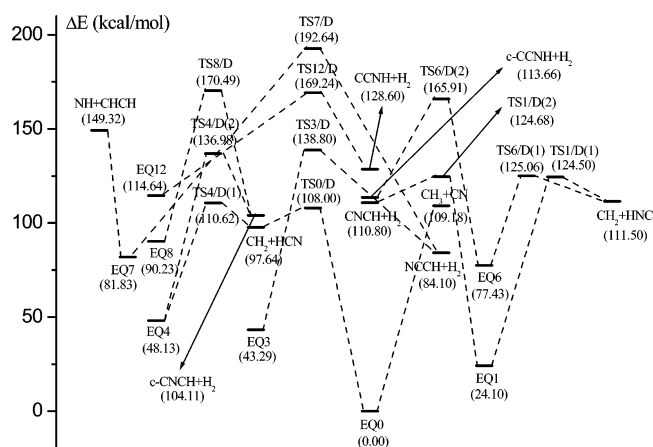 ΔE (kcal/mol)
200
150
100
50
0
TS7/D
(192.64)
TS8/D
(170.49)
TS12/D
(169.24)
CCNH+H₂
(128.60)
TS6/D(2)
(165.91)
c-CCNH+H₂
(113.66)
NH+CHCH
(149.32)
TS4/D(2)
(136.98)
TS3/D
(138.80)
TS1/D(2)
(124.68)
TS6/D(1)
(125.06)
TS1/D(1)
(124.50)
EQ12
(114.64)
TS4/D(1)
(110.62)
TS0/D
(108.00)
CNCH+H₂
(110.80)
CH₃+CN
(109.18)
CH₂+HNC
(111.50)
EQ8
(90.23)
CH₂+HCN
(97.64)
EQ7
(81.83)
NCCH+H₂
(84.10)
EQ6
(77.43)
EQ4
(48.13)
EQ3
(43.29)
c-CNCH+H₂
(104.11)
EQ1
(24.10)
EQ0
(0.00)